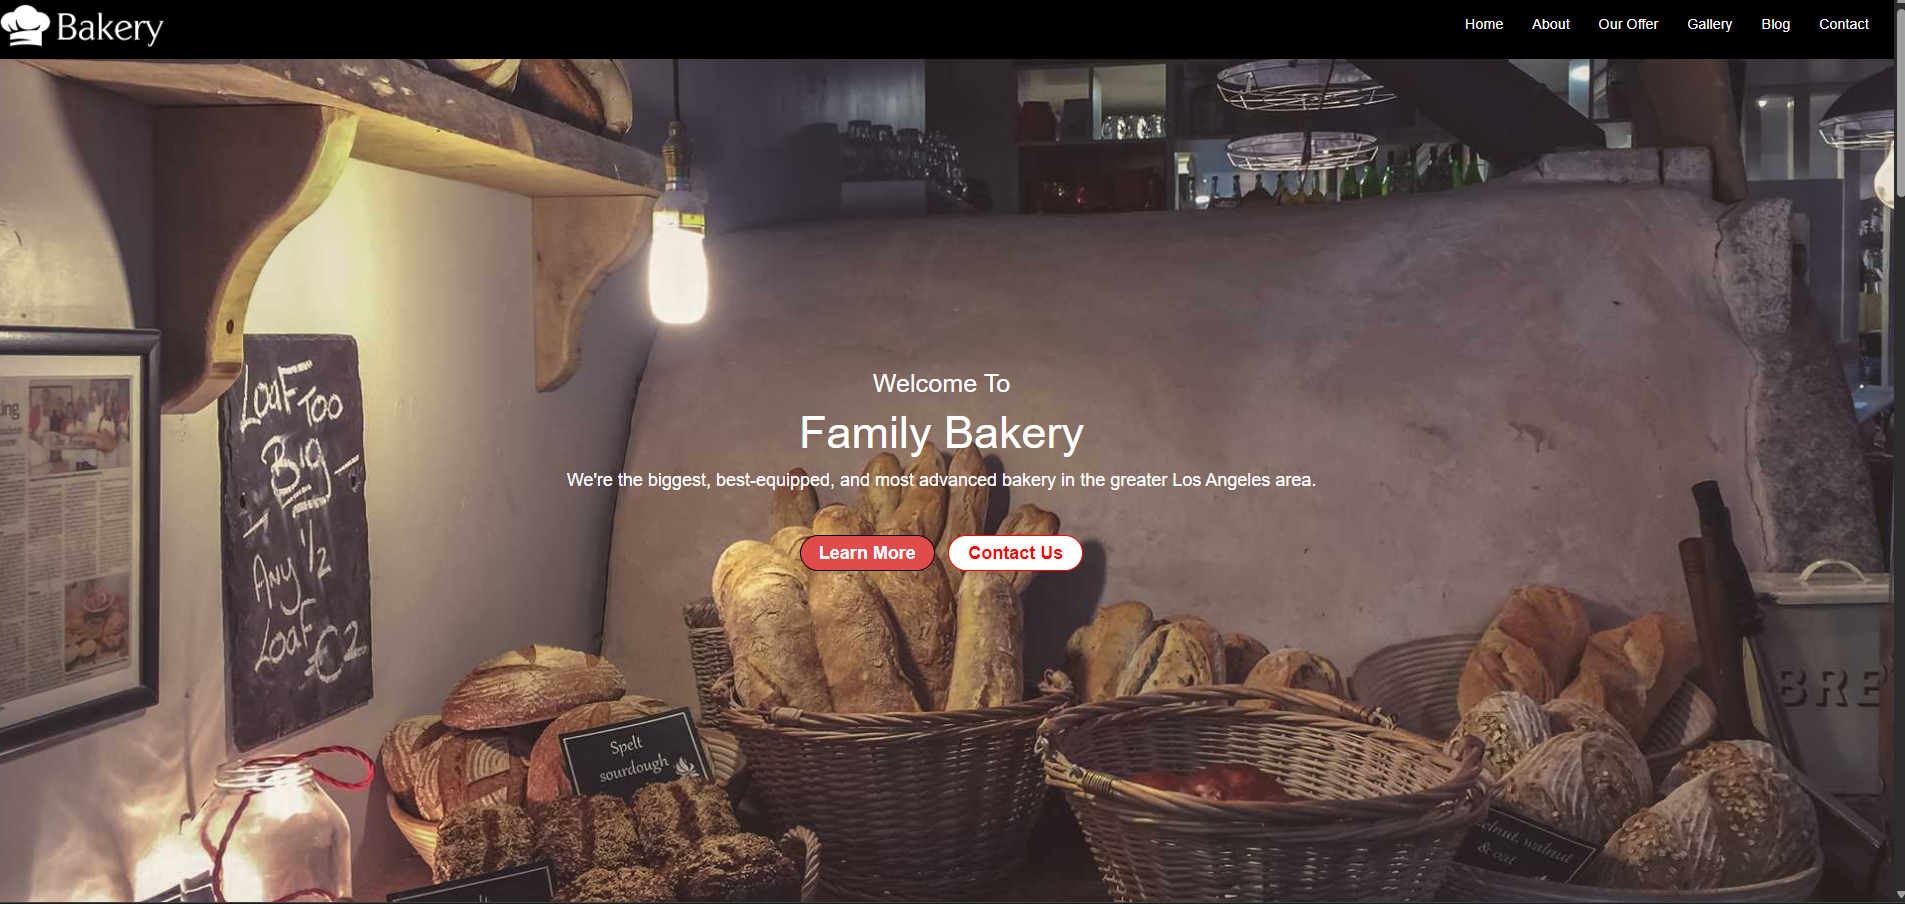 Bakery
Home About Our Offer Gallery Blog Contact
Loaf Too
Big
Any 1/2
Loaf €2
Welcome To
Family Bakery
We're the biggest, best-equipped, and most advanced bakery in the greater Los Angeles area.
Learn More Contact Us
Spelt
sourdough
walnut
& oat